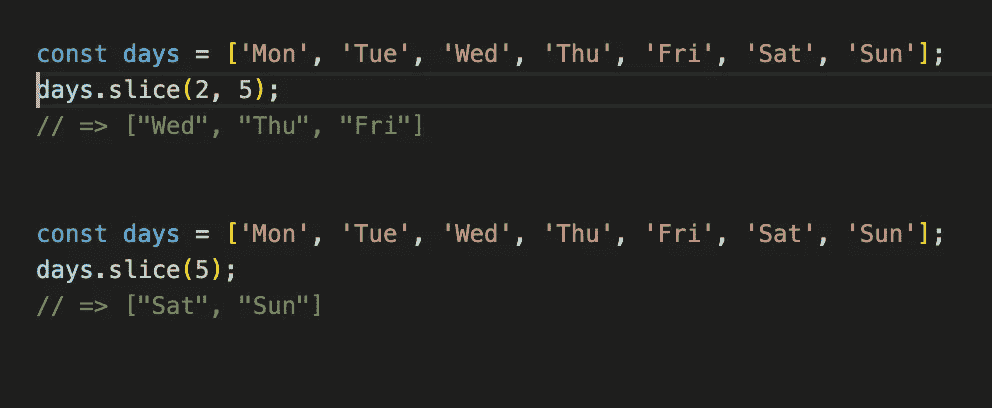 const days = ['Mon', 'Tue', 'Wed', 'Thu', 'Fri', 'Sat', 'Sun'];
days.slice(2, 5);
// => ["Wed", "Thu", "Fri"]
const days = ['Mon', 'Tue', 'Wed', 'Thu', 'Fri', 'Sat', 'Sun'];
days.slice(5);
// => ["Sat", "Sun"]